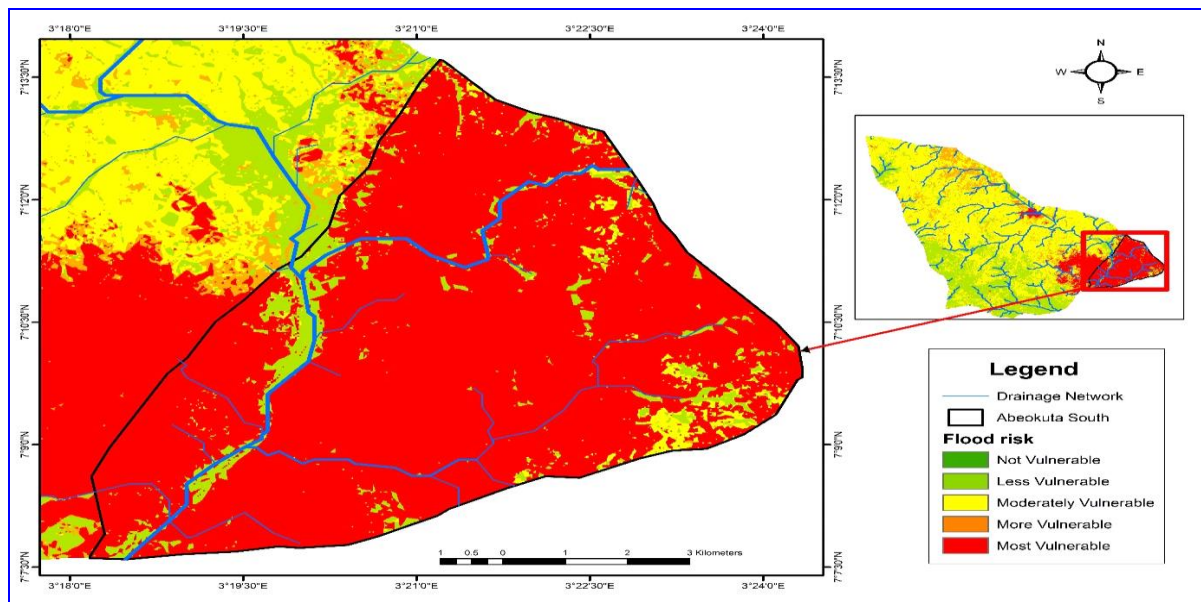 3°18'0"E 3°19'30"E 3°21'0"E 3°22'30"E 3°24'0"E
N
W E
S
7°13'30"N 7°13'30"N
7°12'0"N 7°12'0"N
7°10'30"N 7°10'30"N
7°9'0"N 7°9'0"N
7°7'30"N 7°7'30"N
Legend
Drainage Network
Abeokuta South
Flood risk
Not Vulnerable
Less Vulnerable
Moderately Vulnerable
More Vulnerable
Most Vulnerable
1 0.5 0 1 2 3 Kilometers
3°18'0"E 3°19'30"E 3°21'0"E 3°22'30"E 3°24'0"E